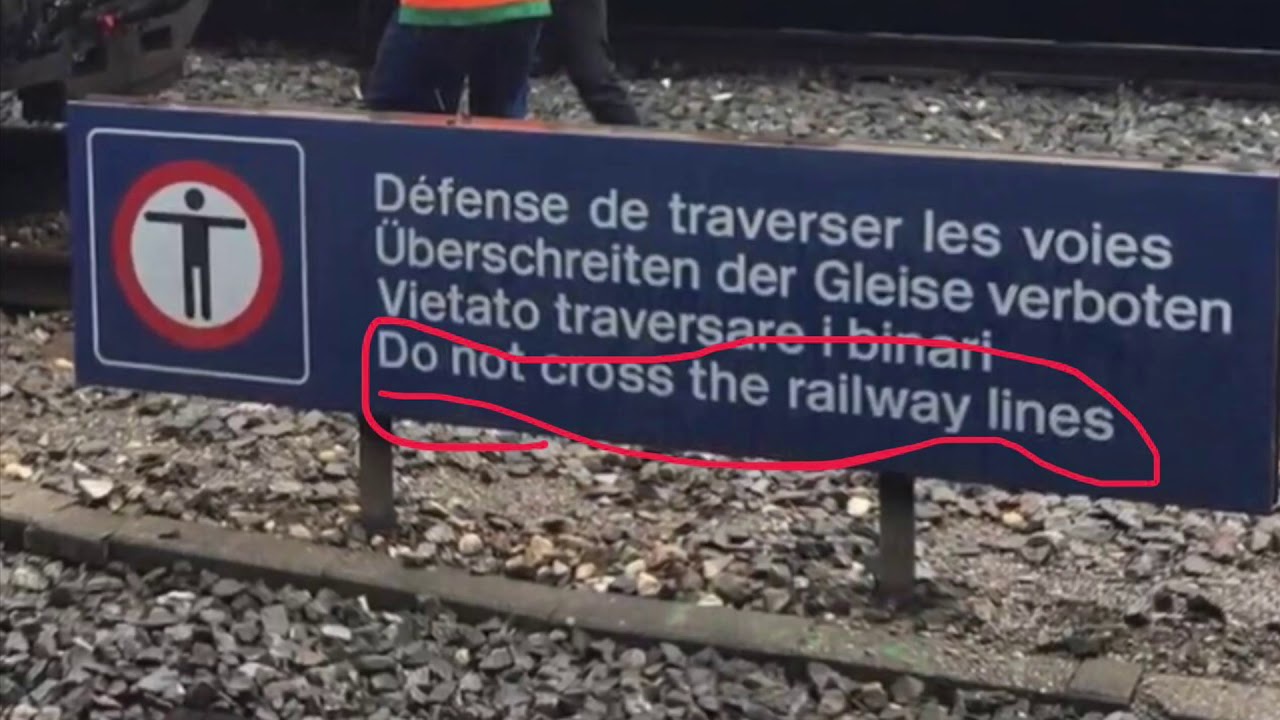 Défense de traverser les voies
Überschreiten der Gleise verboten
Vietato traversare i binari
Do not cross the railway lines